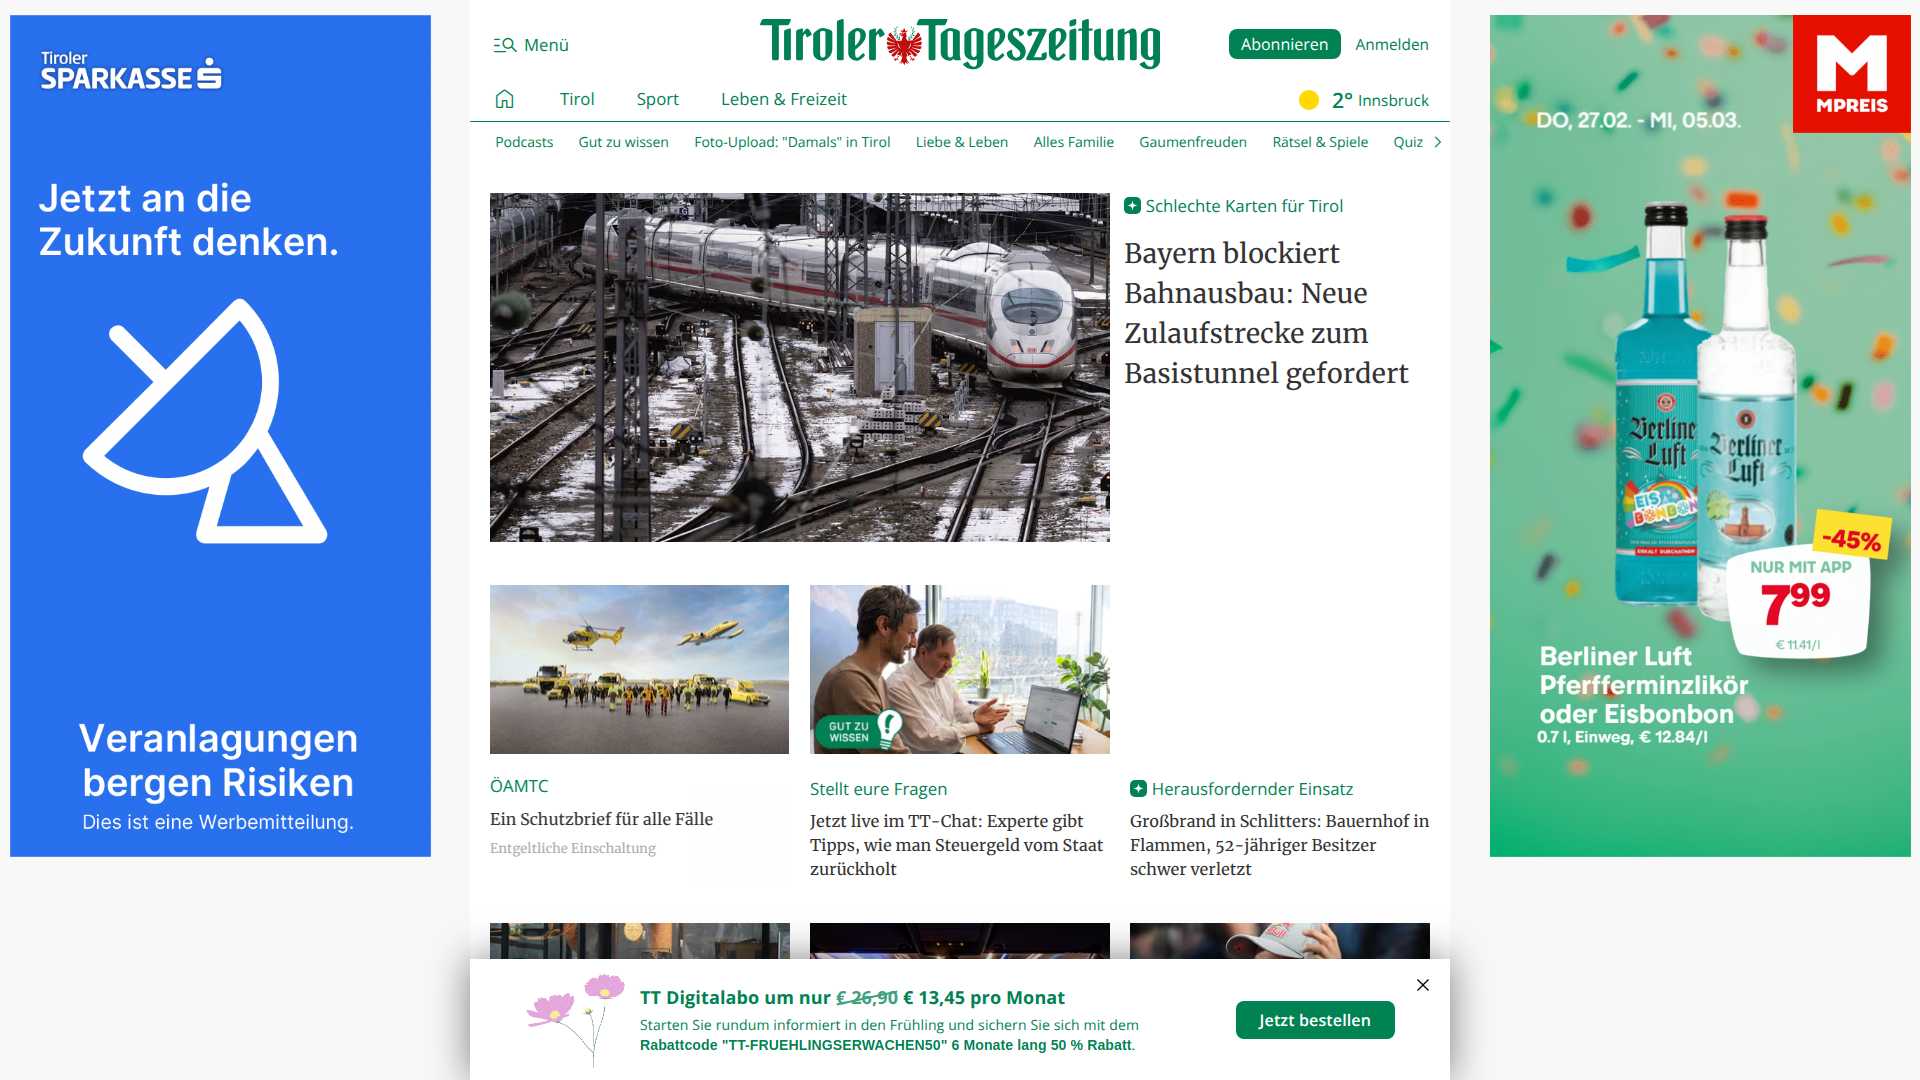 Tiroler
SPARKASSE
Jetzt an die
Zukunft denken.
Veranlagungen
bergen Risiken
Dies ist eine Werbemitteilung.
Menü
Tiroler Tageszeitung
Abonnieren
Anmelden
Tirol
Sport
Leben & Freizeit
2° Innsbruck
Podcasts
Gut zu wissen
Foto-Upload: "Damals" in Tirol
Liebe & Leben
Alles Familie
Gaumenfreuden
Rätsel & Spiele
Quiz
Schlechte Karten für Tirol
Bayern blockiert
Bahnausbau: Neue
Zulaufstrecke zum
Basistunnel gefordert
GUT ZU
WISSEN
ÖAMTC
Ein Schutzbrief für alle Fälle
Entgeltliche Einschaltung
Stellt eure Fragen
Jetzt live im TT-Chat: Experte gibt
Tipps, wie man Steuergeld vom Staat
zurückholt
Herausfordernder Einsatz
Großbrand in Schlitters: Bauernhof in
Flammen, 52-jähriger Besitzer
schwer verletzt
TT Digitalabo um nur € 26,90 € 13,45 pro Monat
Starten Sie rundum informiert in den Frühling und sichern Sie sich mit dem
Rabattcode "TT-FRUEHLINGSERWACHEN50" 6 Monate lang 50 % Rabatt.
Jetzt bestellen
M
MPREIS
DO, 27.02. - MI, 05.03.
Berliner
Luft
EIS
BONBON
EISKALT DURCHATMEN
Berliner
Luft
-45%
NUR MIT APP
799
€ 11.41/l
Berliner Luft
Pferfferminzlikör
oder Eisbonbon
0.7 l, Einweg, € 12.84/l